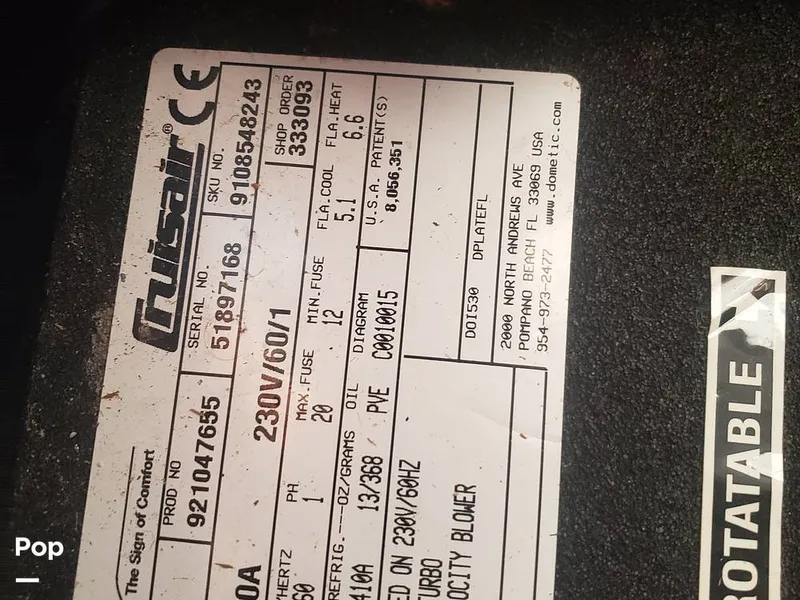 The Sign of Comfort
Cruisair® CE
PROD NO
921047655
SERIAL NO.
51897168
SKU NO.
9108548243
0A
230V/60/1
SHOP ORDER
333093
/HERTZ
60
PH
1
MAX.FUSE
20
MIN.FUSE
12
FLA.COOL
5.1
FLA.HEAT
6.6
REFRIG.---OZ/GRAMS
410A 13/368
OIL
PVE
DIAGRAM
C0010015
U.S.A. PATENT(S)
8,056,351
ED ON 230V/60HZ
TURBO
OCITY BLOWER
DOI530 DPLATEFL
2000 NORTH ANDREWS AVE
POMPANO BEACH FL 33069 USA
954-973-2477 www.dometic.com
ROTATABLE
Pop